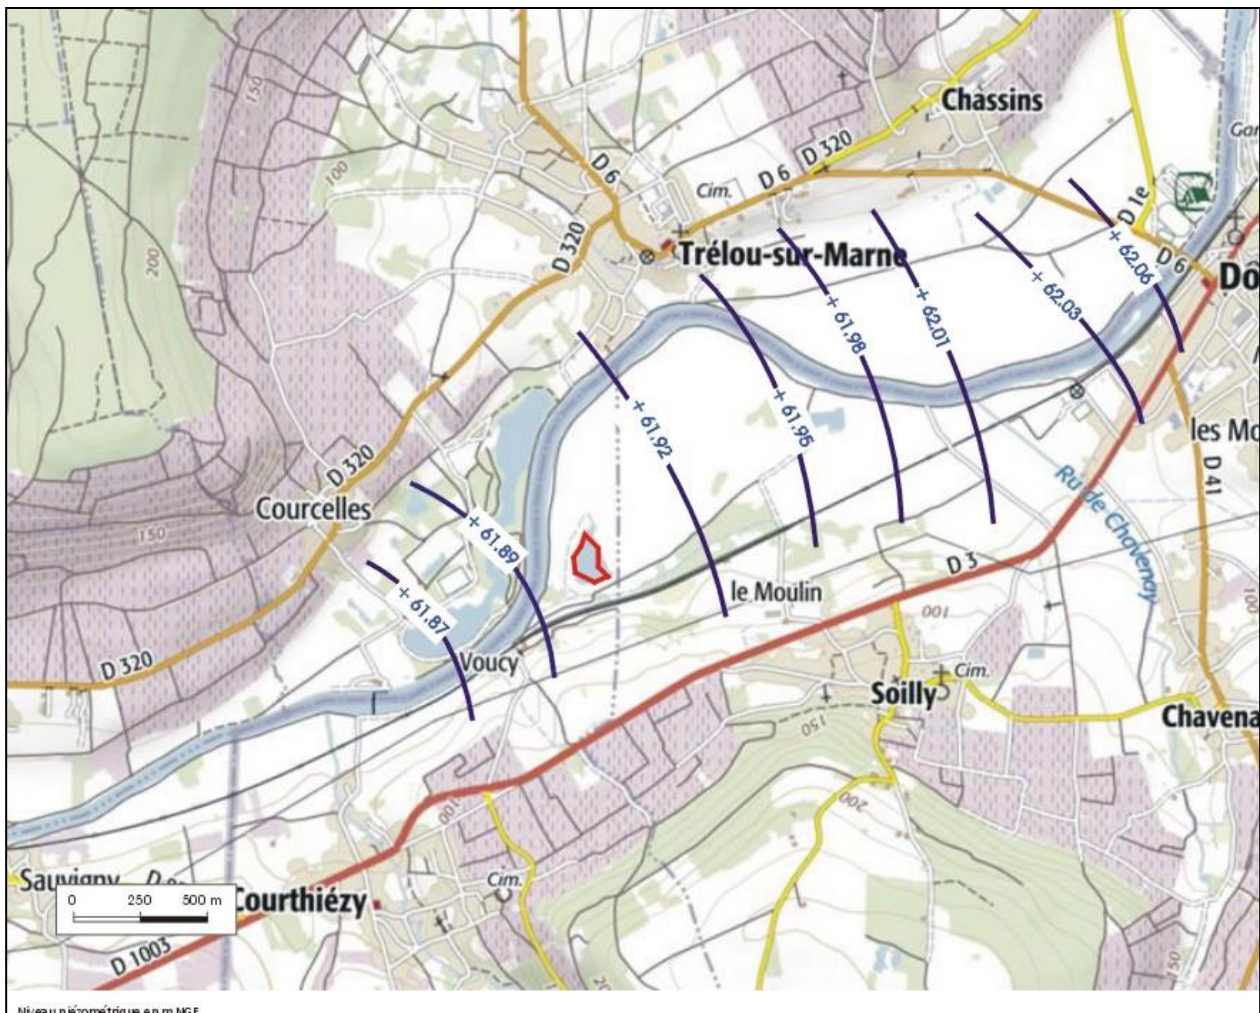 150
Chassins
Gar
D 320
D 6
D 6
Cim.
100
D 1e
200
D 320
Trélou-sur-Marne
D 6
Dô
+ 62.06
+ 62.03
+ 62.01
+ 61.98
+ 61.95
+ 61.92
les Mo
D 320
D 41
Courcelles
Ru de Chavenay
150
+ 61.89
D 3
+ 61.87
le Moulin
100
100
D 320
Voucy
Cim.
Soilly
Chavena
150
200
100
Sauvigny
Cim.
0 250 500 m
Courthiézy
D 1003
150
20
Niveau piézométrique en m NGF